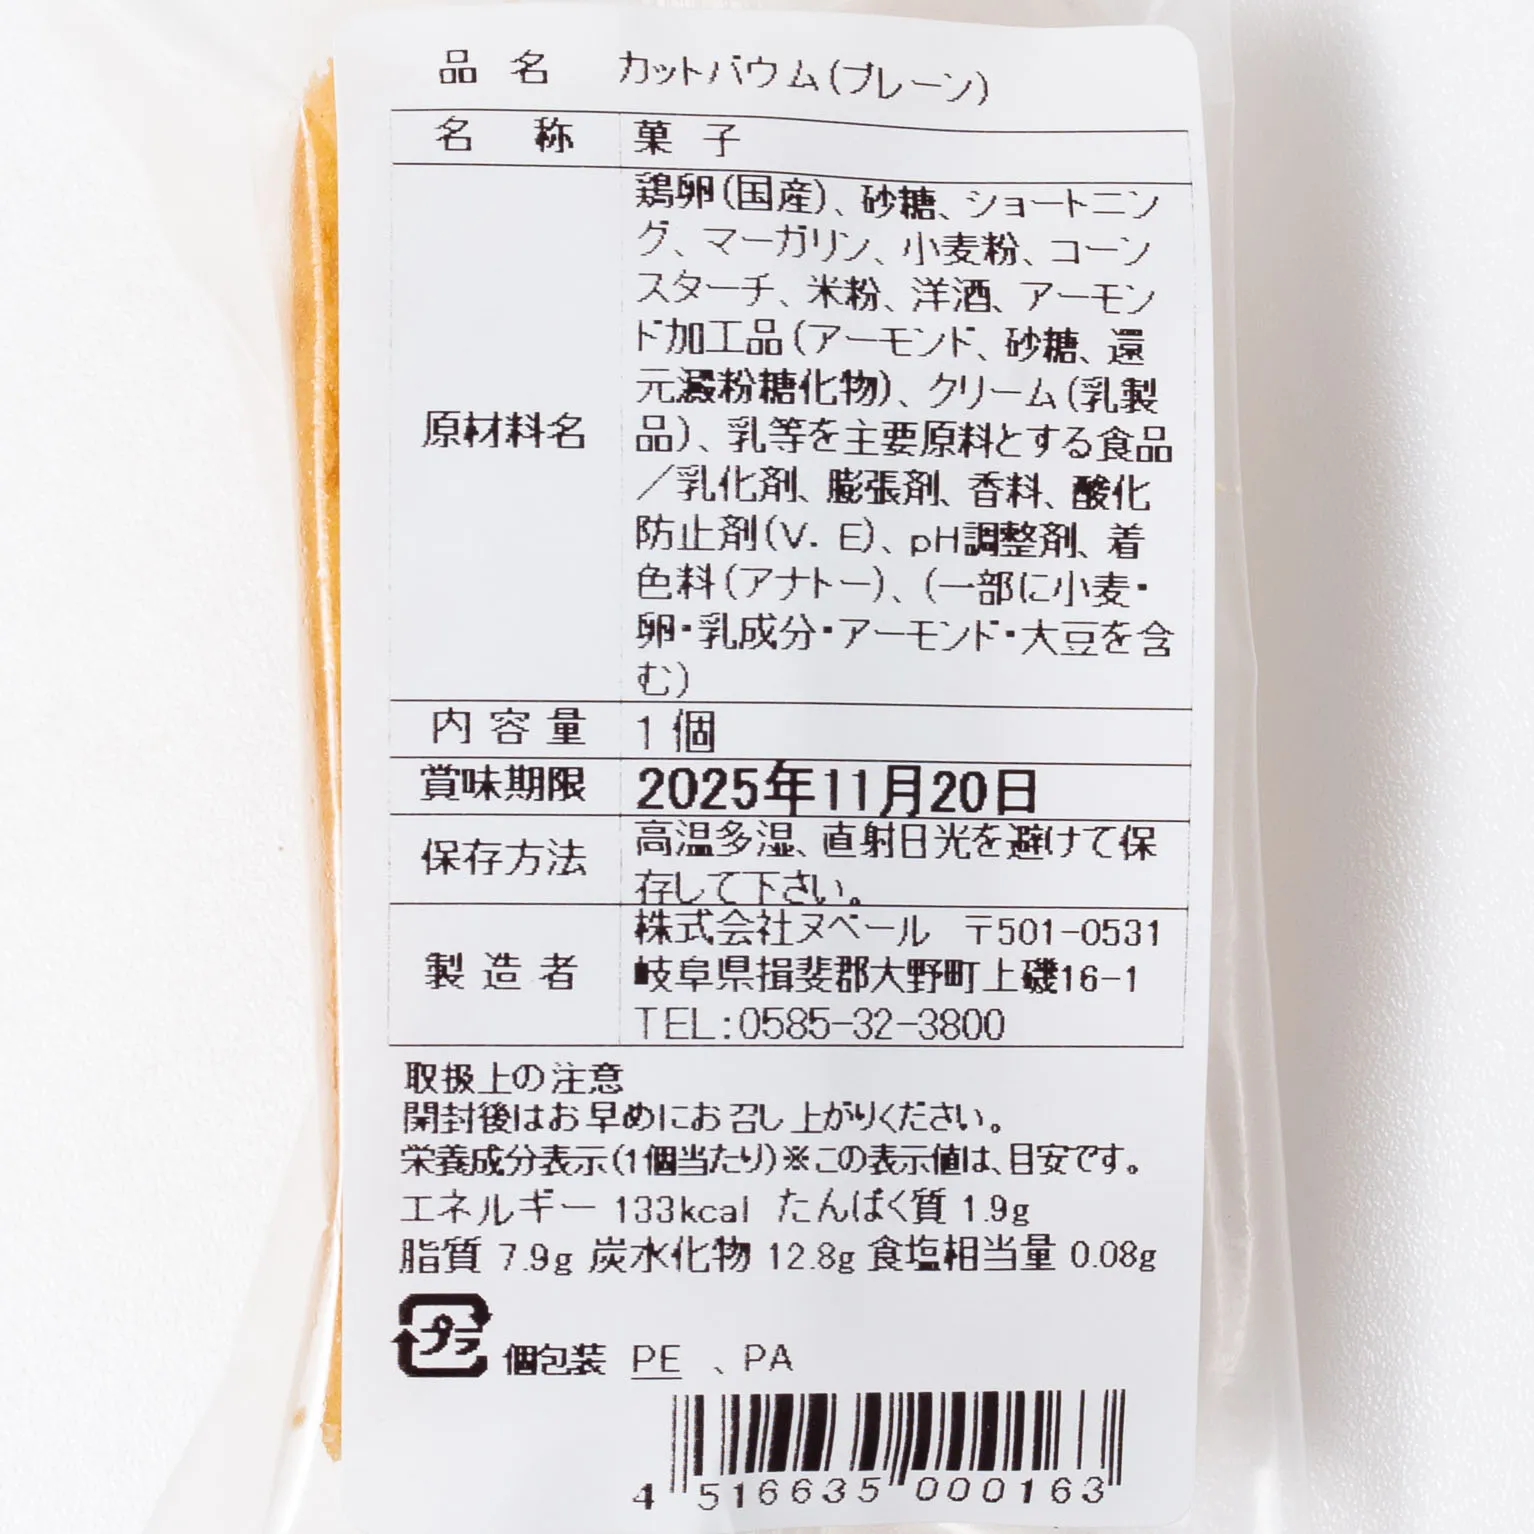 品 名 カットバウム(プレーン)
名 称 菓 子
原材料名 鶏卵(国産)、砂糖、ショートニン
グ、マーガリン、小麦粉、コーン
スターチ、米粉、洋酒、アーモン
ド加工品(アーモンド、砂糖、還
元澱粉糖化物)、クリーム(乳製
品)、乳等を主要原料とする食品
/乳化剤、膨張剤、香料、酸化
防止剤(V. E)、pH調整剤、着
色料(アナトー)、(一部に小麦・
卵・乳成分・アーモンド・大豆を含
む)
内 容 量 1 個
賞味期限 2025年11月20日
保存方法 高温多湿、直射日光を避けて保
存して下さい。
製 造 者 株式会社ヌベール 〒501-0531
岐阜県揖斐郡大野町上磯16-1
TEL:0585-32-3800
取扱上の注意
開封後はお早めにお召し上がりください。
栄養成分表示(1個当たり)※この表示値は、目安です。
エネルギー 133kcal たんぱく質 1.9g
脂質 7.9g 炭水化物 12.8g 食塩相当量 0.08g
プラ 個包装 PE 、PA
4 516635 000163